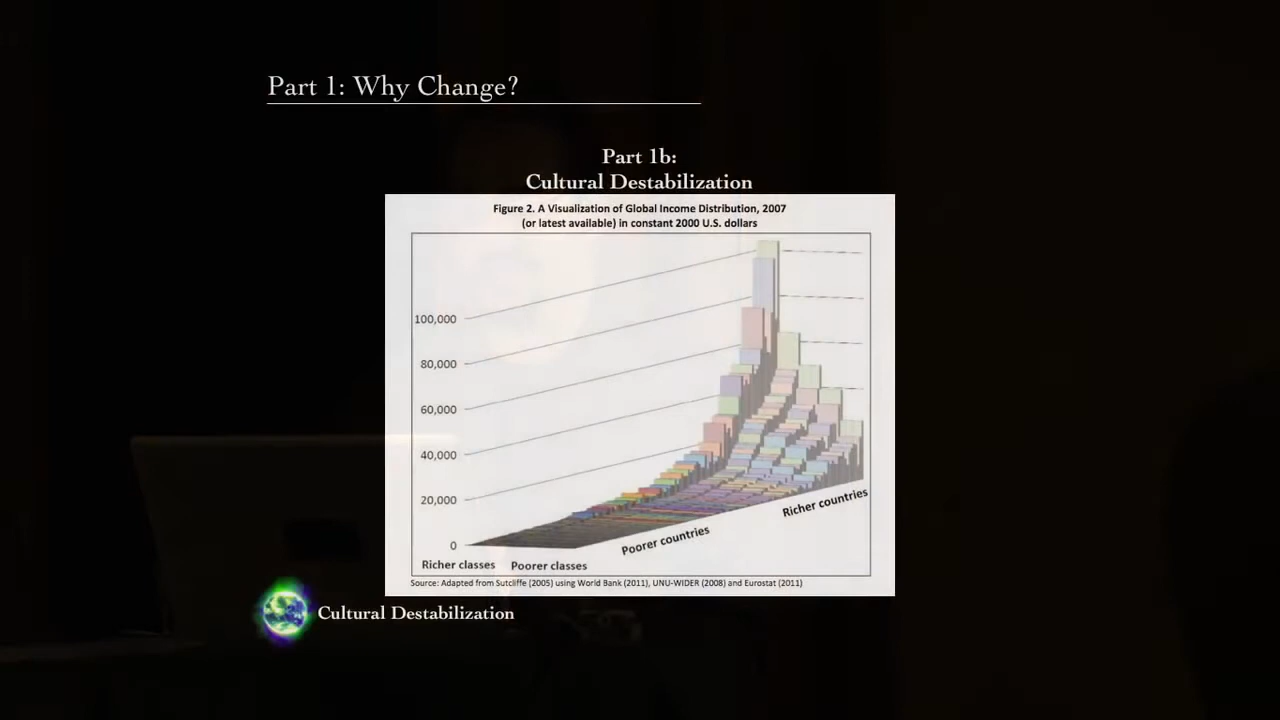 Part 1: Why Change?
Part 1b:
Cultural Destabilization
Figure 2. A Visualization of Global Income Distribution, 2007
(or latest available) in constant 2000 U.S. dollars
100,000
80,000
60,000
40,000
20,000
0
Richer classes
Poorer classes
Poorer countries
Richer countries
Source: Adapted from Sutcliffe (2005) using World Bank (2011), UNU-WIDER (2008) and Eurostat (2011)
Cultural Destabilization